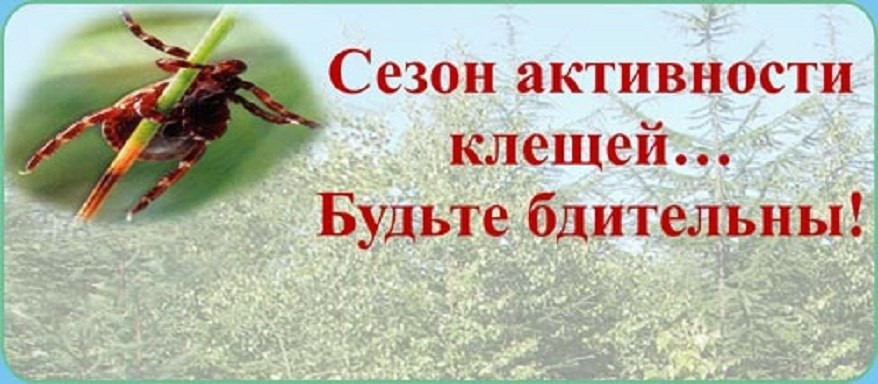 Сезон активности
клещей...
Будьте бдительны!